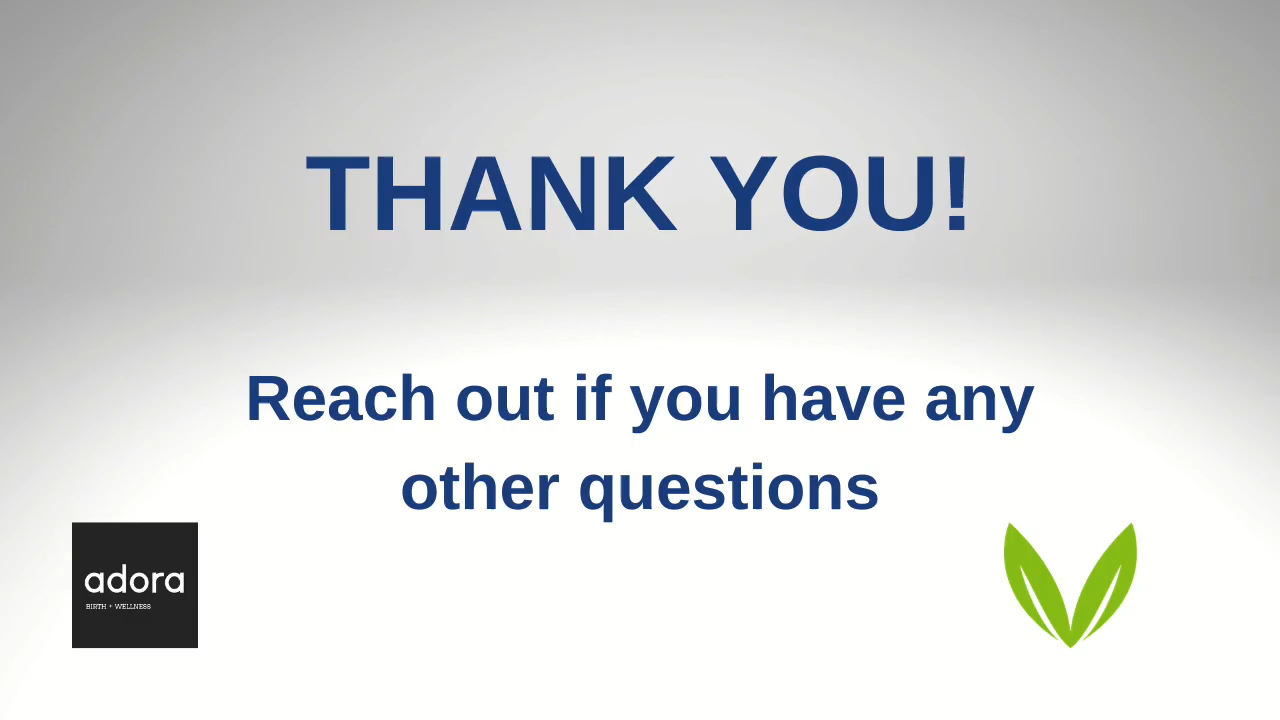 THANK YOU!
Reach out if you have any
other questions
adora
BIRTH + WELLNESS